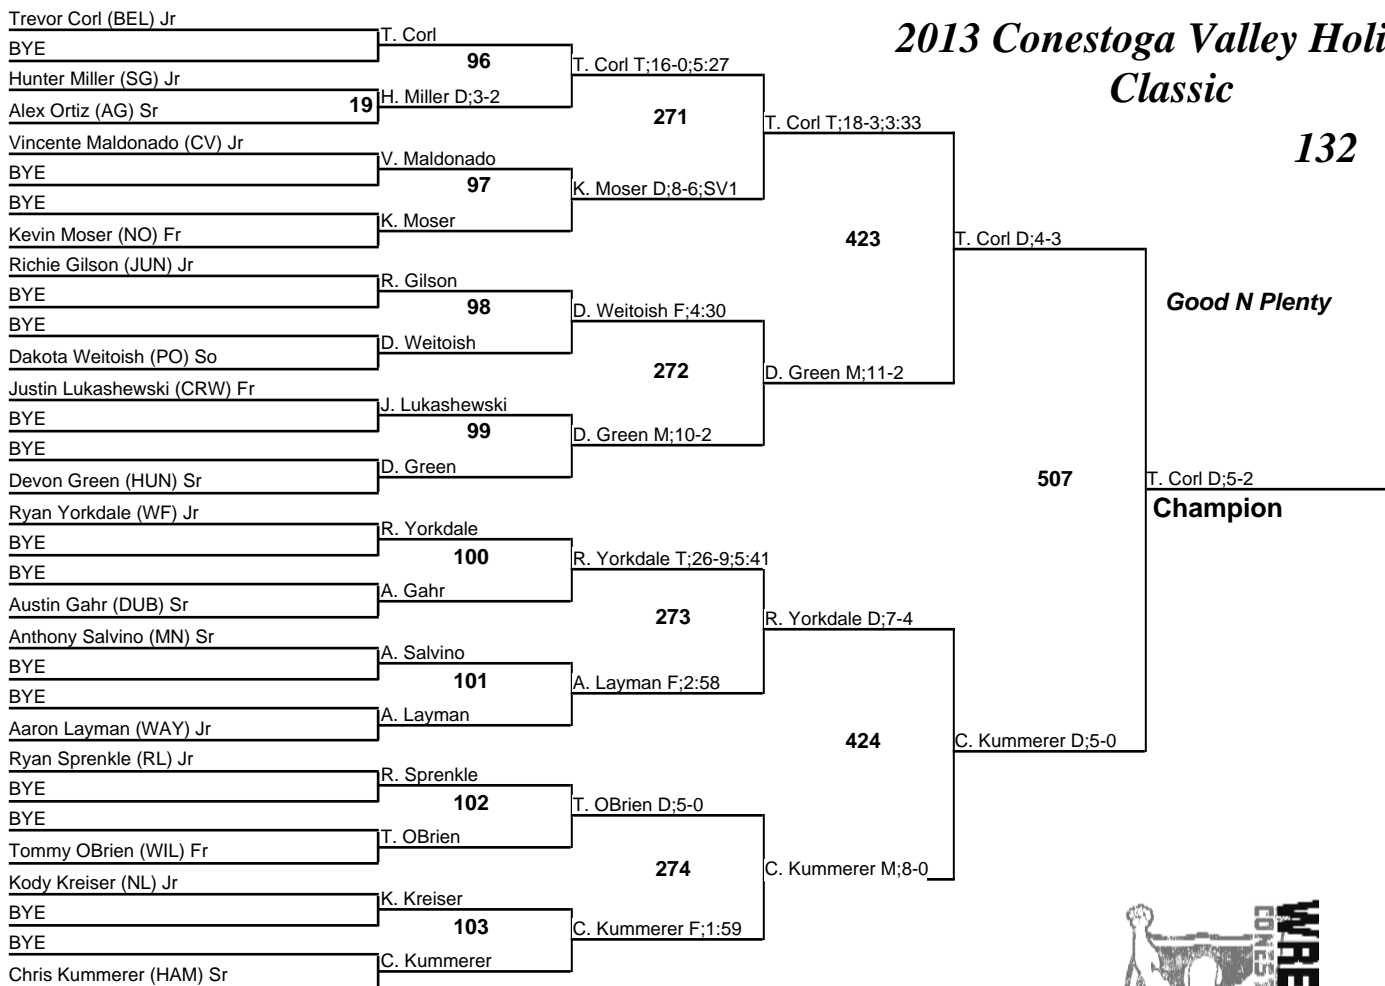 2013 Conestoga Valley Holi
Classic
132
Trevor Corl (BEL) Jr
BYE
Hunter Miller (SG) Jr
Alex Ortiz (AG) Sr
Vincente Maldonado (CV) Jr
BYE
BYE
Kevin Moser (NO) Fr
Richie Gilson (JUN) Jr
BYE
BYE
Dakota Weitoish (PO) So
Justin Lukashewski (CRW) Fr
BYE
BYE
Devon Green (HUN) Sr
Ryan Yorkdale (WF) Jr
BYE
BYE
Austin Gahr (DUB) Sr
Anthony Salvino (MN) Sr
BYE
BYE
Aaron Layman (WAY) Jr
Ryan Sprenkle (RL) Jr
BYE
BYE
Tommy OBrien (WIL) Fr
Kody Kreiser (NL) Jr
BYE
BYE
Chris Kummerer (HAM) Sr
19
T. Corl
96
H. Miller D;3-2
V. Maldonado
97
K. Moser
R. Gilson
98
D. Weitoish
J. Lukashewski
99
D. Green
R. Yorkdale
100
A. Gahr
A. Salvino
101
A. Layman
R. Sprenkle
102
T. OBrien
K. Kreiser
103
C. Kummerer
T. Corl T;16-0;5:27
271
K. Moser D;8-6;SV1
D. Weitoish F;4:30
272
D. Green M;10-2
R. Yorkdale T;26-9;5:41
273
A. Layman F;2:58
T. OBrien D;5-0
274
C. Kummerer F;1:59
T. Corl T;18-3;3:33
423
D. Green M;11-2
R. Yorkdale D;7-4
424
C. Kummerer M;8-0
T. Corl D;4-3
507
C. Kummerer D;5-0
Good N Plenty
T. Corl D;5-2
Champion
WRE
CONEST